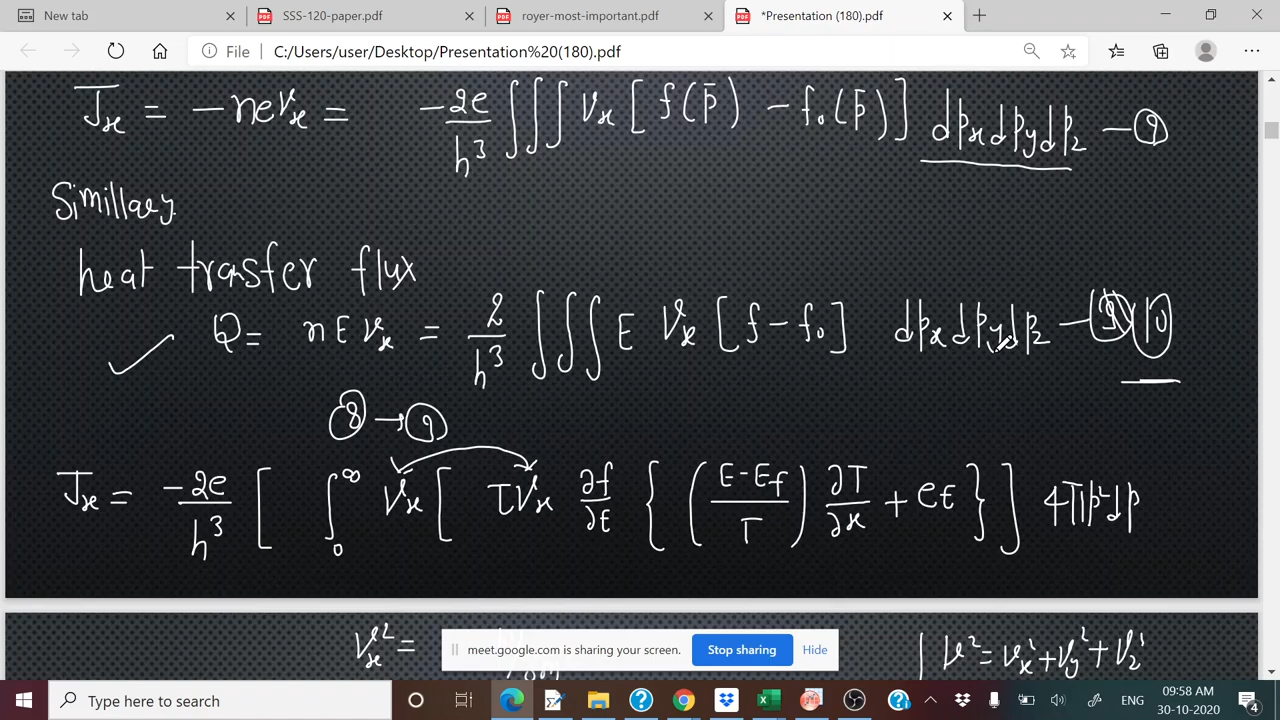 New tab SSS-120-paper.pdf royer-most-important.pdf *Presentation (180).pdf
File C:/Users/user/Desktop/Presentation%20(180).pdf
J̄x = -nevx = -2e/h³ ∭ vx [f(p̄) - f₀(p̄)] dpx dpy dpz - ⑨
Simillary
heat transfer flux
Q = nEvx = 2/h³ ∭ E vx [f - f₀] dpx dpy dpz - ⑩
⑧ → ⑨
J̄x = -2e/h³ [ ∫₀^∞ vx [ τvx ∂f/∂E { ((E-Ef)/T) ∂T/∂x + eε } ] 4πp²dp
vx² =
v² = vx² + vy² + vz²
meet.google.com is sharing your screen. Stop sharing Hide
Type here to search ENG 09:58 AM
30-10-2020 4